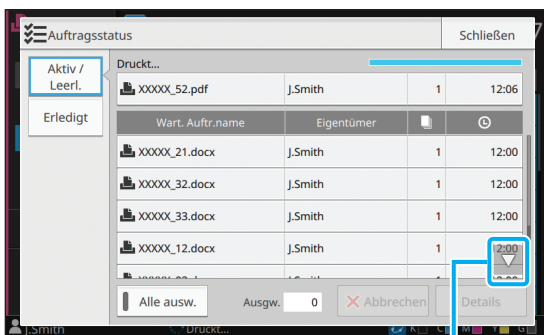 Auftragsstatus
Schließen
Aktiv / Leerl.
Erledigt
Druckt...
XXXXX_52.pdf J.Smith 1 12:06
Wart. Auftr.name Eigentümer
XXXXX_21.docx J.Smith 1 12:00
XXXXX_32.docx J.Smith 1 12:00
XXXXX_33.docx J.Smith 1 12:00
XXXXX_12.docx J.Smith 1 12:00
Alle ausw. Ausgw. 0 Abbrechen Details
J.Smith Druckt... K C M Y G